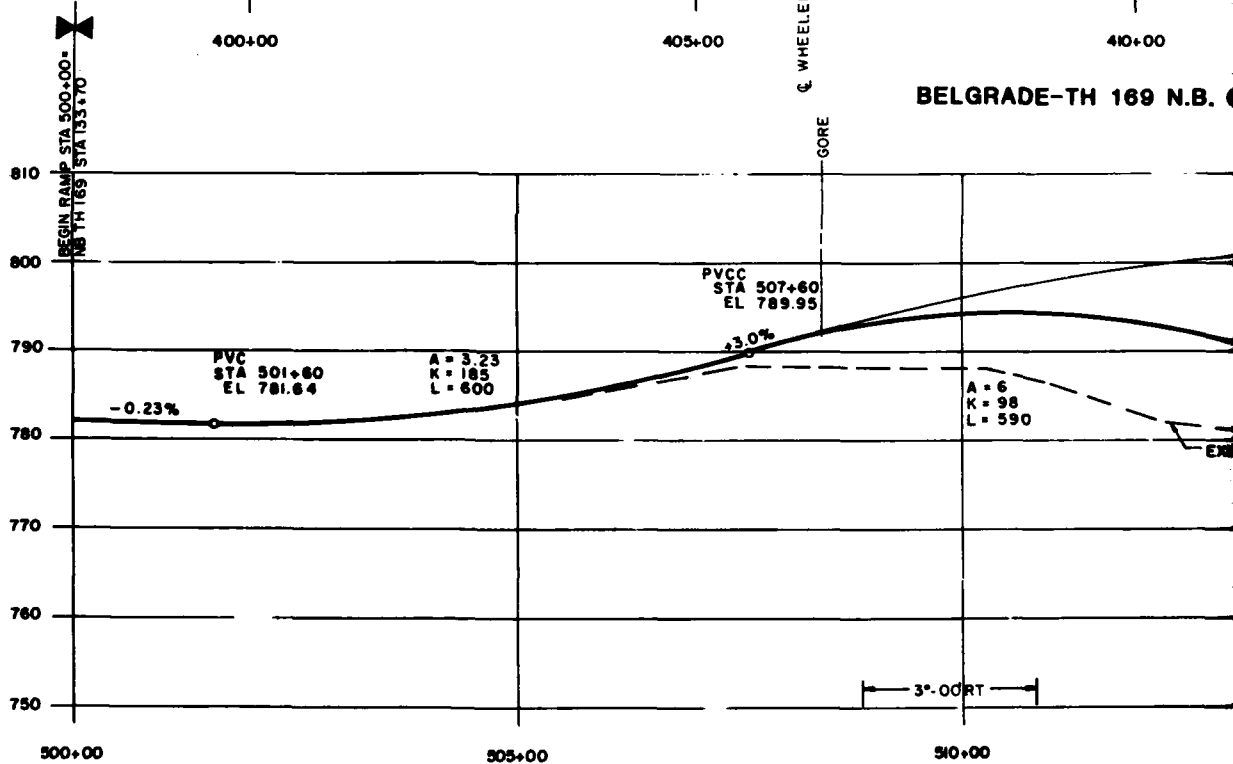 400+00
405+00
410+00
BEGIN RAMP STA 500+00=
NB TH 169 STA 133+70
℄ WHEELE
BELGRADE-TH 169 N.B.
GORE
810
800
PVCC
STA 507+60
EL 789.95
+3.0%
790
PVC
STA 501+60
EL 781.64
A = 3.23
K = 185
L = 600
A = 6
K = 98
L = 590
-0.23%
780
EXI
770
760
750
3°-00'RT
500+00
505+00
510+00